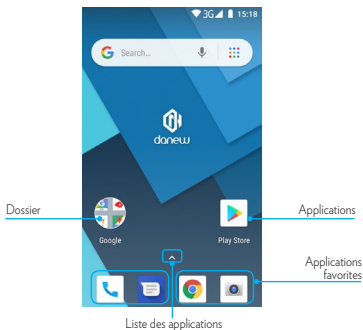 3G 15:18
G Search...
danew
Dossier
Applications
Google
Play Store
Applications
favorites
Liste des applications